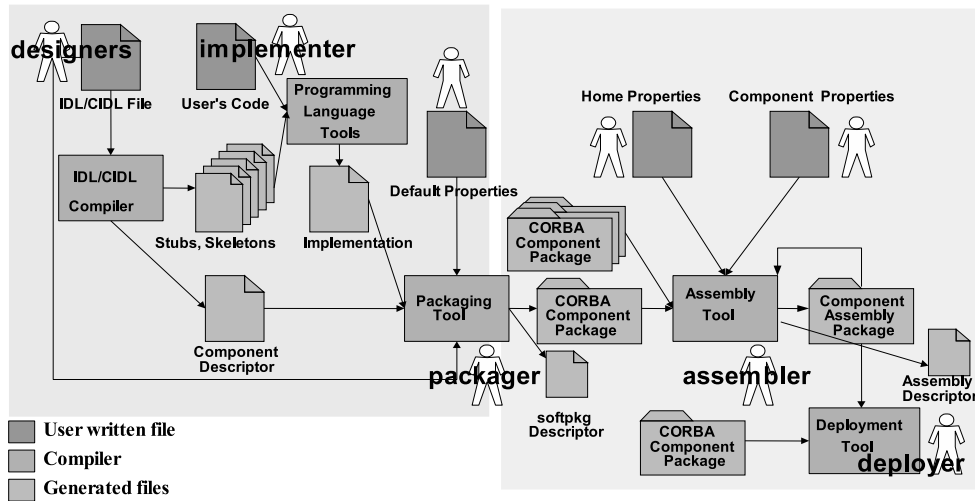 designers
IDL/CIDL File
implementer
User's Code
Programming
Language
Tools
IDL/CIDL
Compiler
Stubs, Skeletons
Implementation
Default Properties
Component
Descriptor
Packaging
Tool
packager
Home Properties
Component Properties
CORBA
Component
Package
CORBA
Component
Package
softpkg
Descriptor
Assembly
Tool
assembler
Component
Assembly
Package
Assembly
Descriptor
CORBA
Component
Package
Deployment
Tool
deployer
User written file
Compiler
Generated files